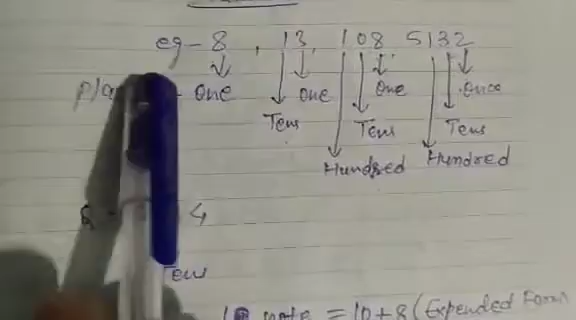 eg - 8 , 13, 108, 5132
One One One Once
Tens Tens Tens
Hundred Hundred
4
Tens
note = 10+8 (Expended Form